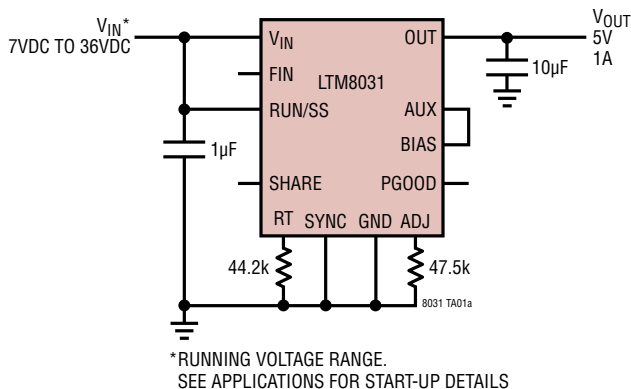 VIN*
7VDC TO 36VDC
VIN
OUT
VOUT
5V
1A
FIN
LTM8031
10µF
RUN/SS
AUX
BIAS
1µF
SHARE
PGOOD
RT
SYNC
GND
ADJ
44.2k
47.5k
8031 TA01a
*RUNNING VOLTAGE RANGE.
SEE APPLICATIONS FOR START-UP DETAILS